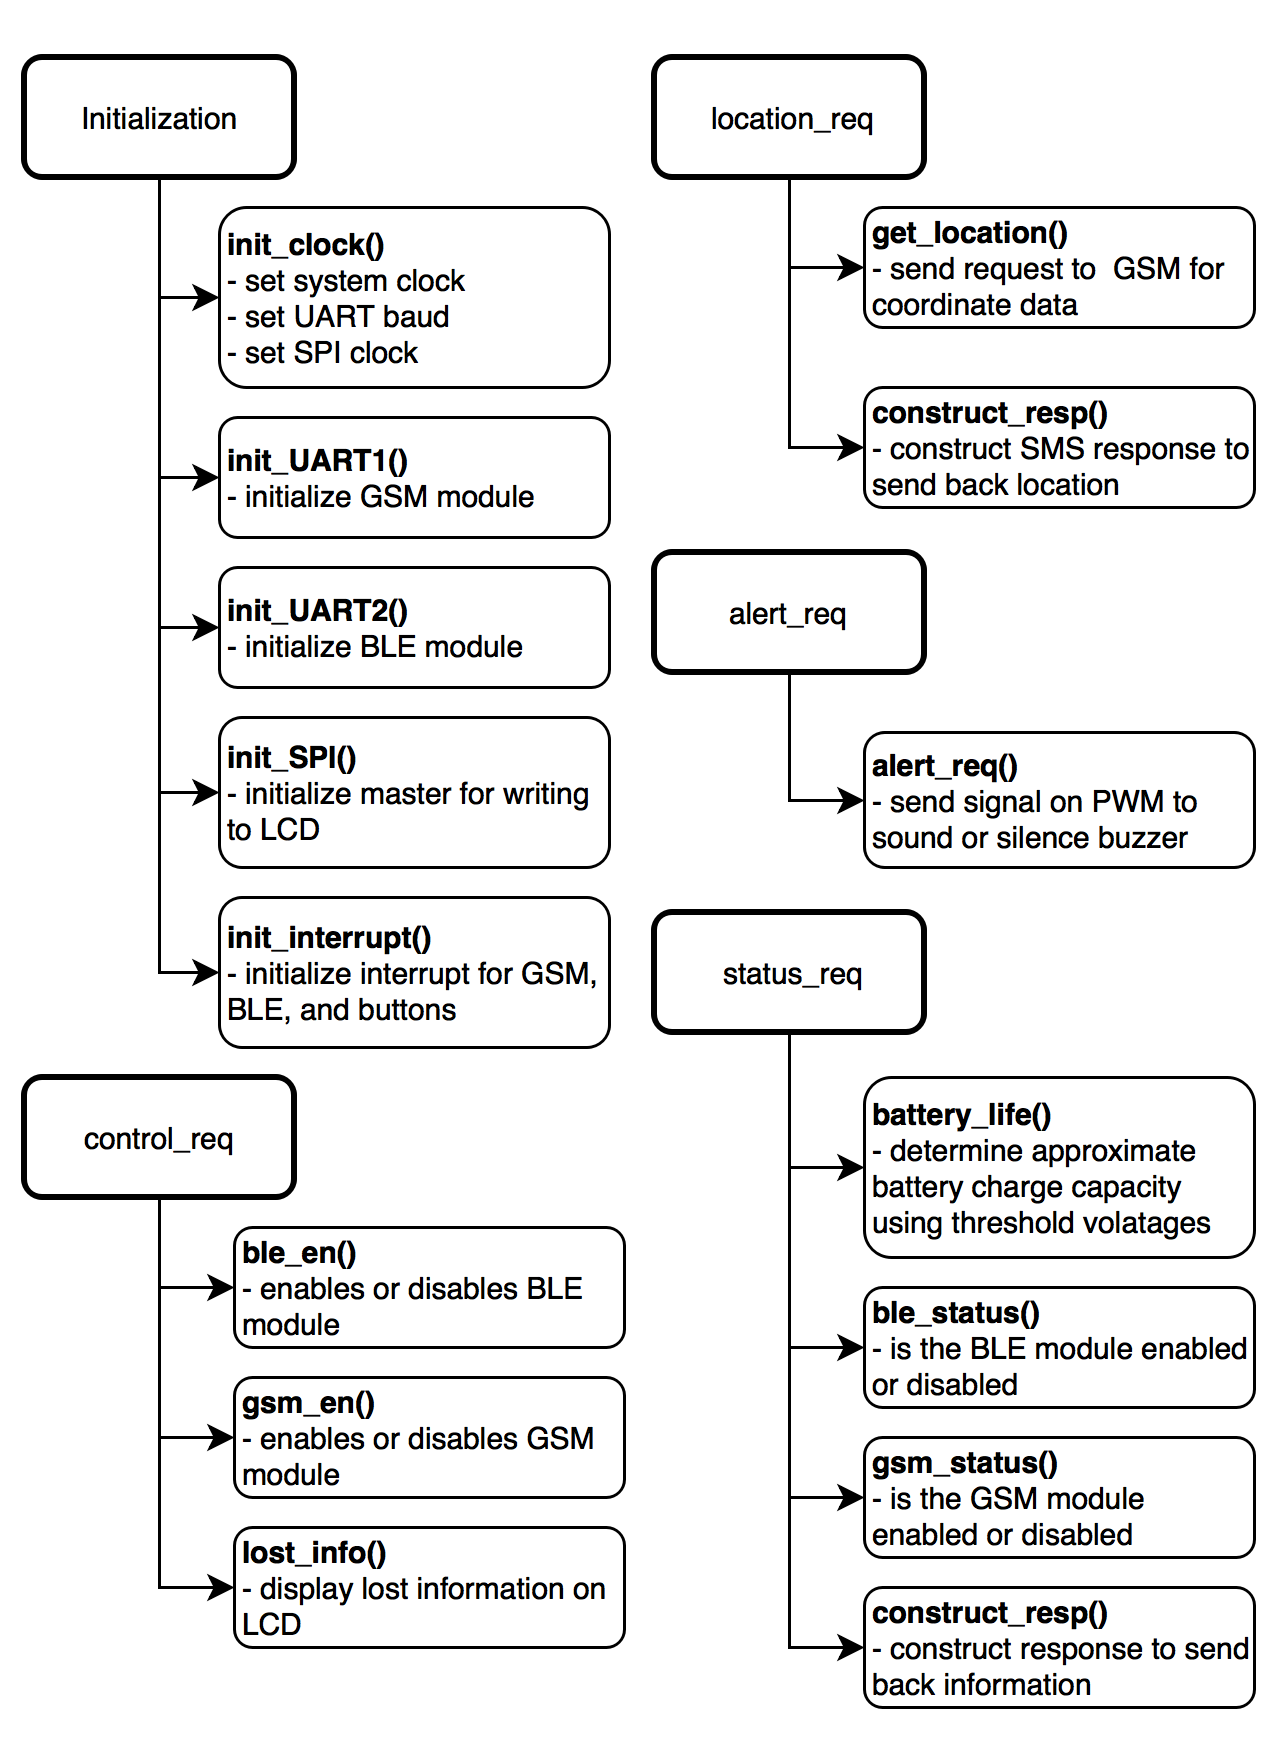 Initialization
init_clock()
- set system clock
- set UART baud
- set SPI clock
init_UART1()
- initialize GSM module
init_UART2()
- initialize BLE module
init_SPI()
- initialize master for writing
to LCD
init_interrupt()
- initialize interrupt for GSM,
BLE, and buttons
control_req
ble_en()
- enables or disables BLE
module
gsm_en()
- enables or disables GSM
module
lost_info()
- display lost information on
LCD
location_req
get_location()
- send request to  GSM for
coordinate data
construct_resp()
- construct SMS response to
send back location
alert_req
alert_req()
- send signal on PWM to
sound or silence buzzer
status_req
battery_life()
- determine approximate
battery charge capacity
using threshold volatages
ble_status()
- is the BLE module enabled
or disabled
gsm_status()
- is the GSM module
enabled or disabled
construct_resp()
- construct response to send
back information